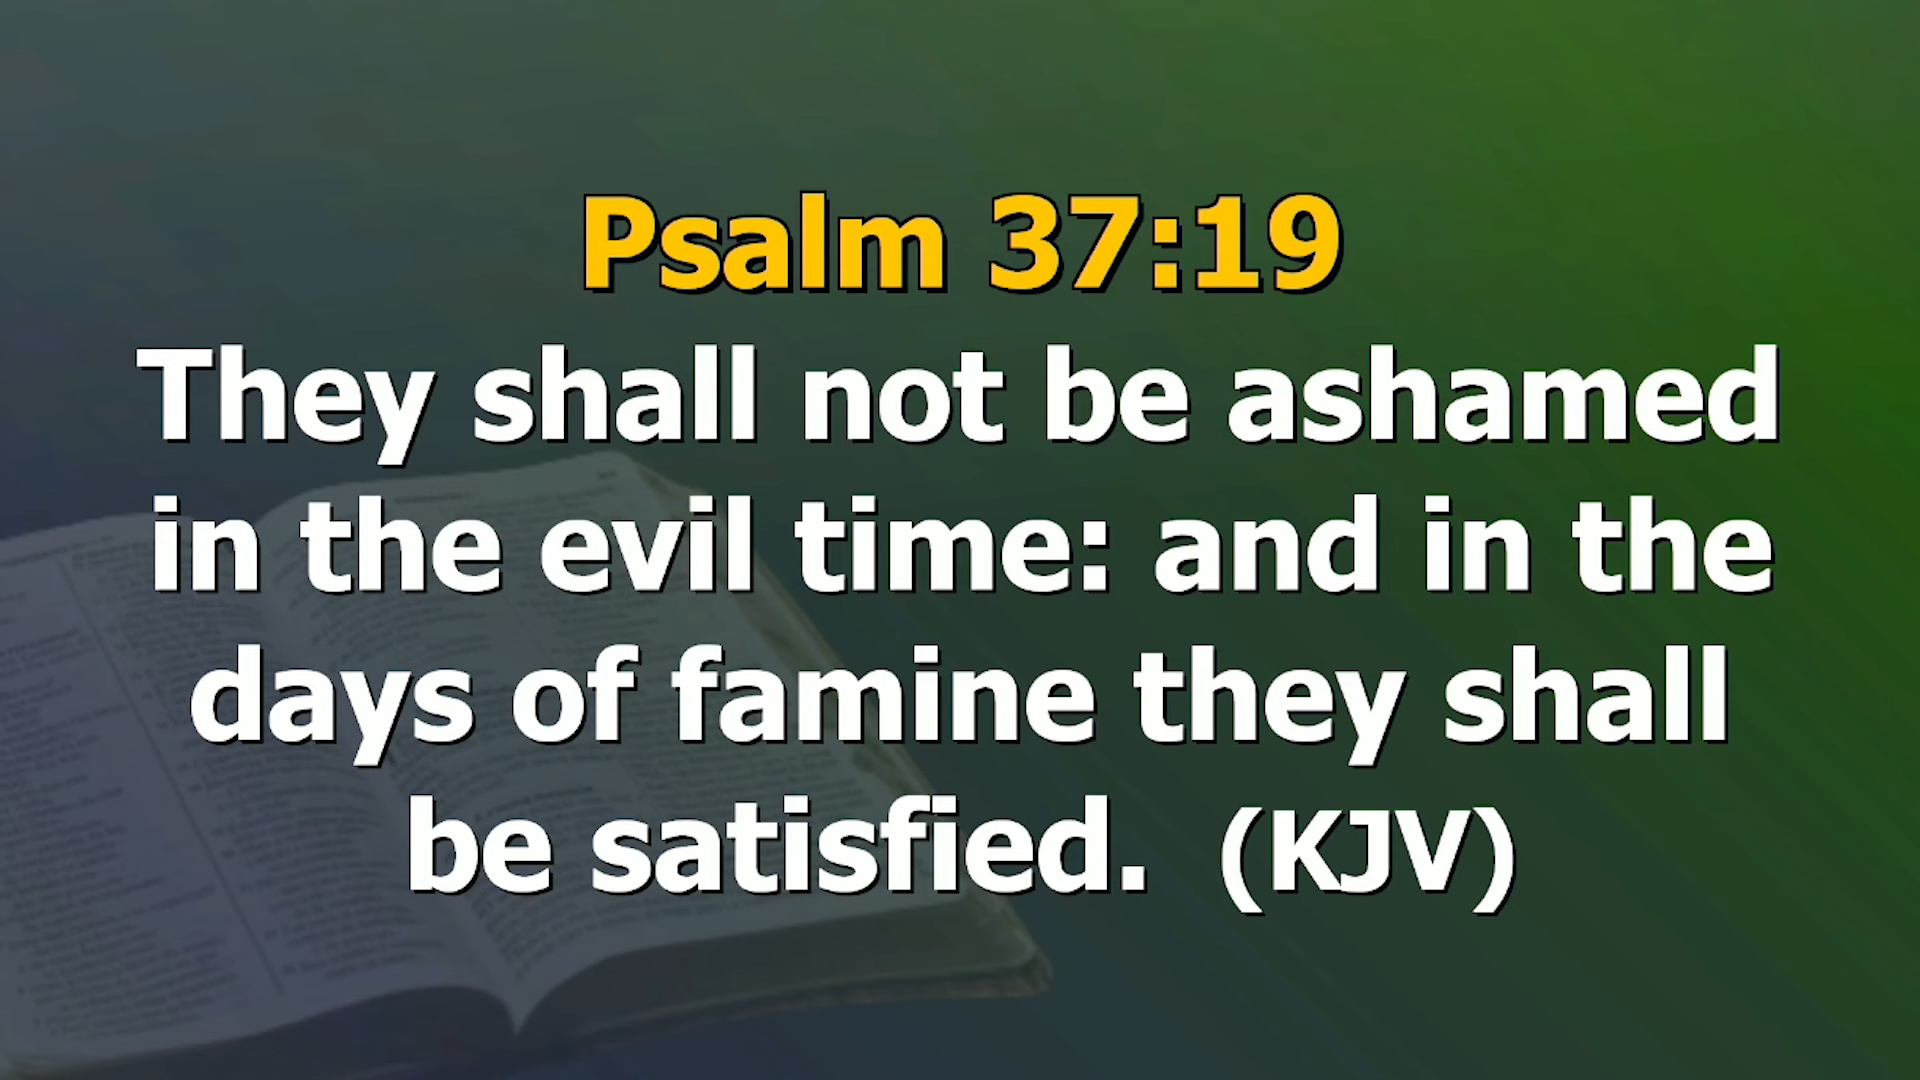 Psalm 37:19
They shall not be ashamed
in the evil time: and in the
days of famine they shall
be satisfied.  (KJV)